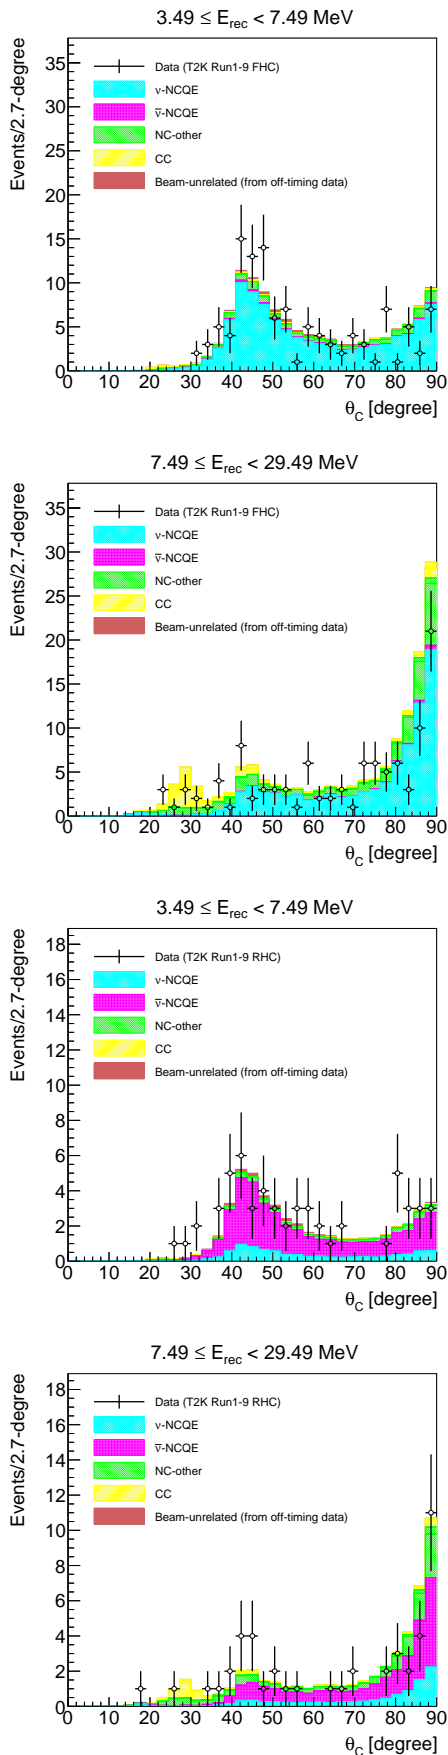 3.49 ≤ E_rec < 7.49 MeV
Events/2.7-degree
35
30
25
20
15
10
5
0
Data (T2K Run1-9 FHC)
ν-NCQE
ν̅-NCQE
NC-other
CC
Beam-unrelated (from off-timing data)
0 10 20 30 40 50 60 70 80 90
θ_C [degree]
7.49 ≤ E_rec < 29.49 MeV
Events/2.7-degree
35
30
25
20
15
10
5
0
Data (T2K Run1-9 FHC)
ν-NCQE
ν̅-NCQE
NC-other
CC
Beam-unrelated (from off-timing data)
0 10 20 30 40 50 60 70 80 90
θ_C [degree]
3.49 ≤ E_rec < 7.49 MeV
Events/2.7-degree
18
16
14
12
10
8
6
4
2
0
Data (T2K Run1-9 RHC)
ν-NCQE
ν̅-NCQE
NC-other
CC
Beam-unrelated (from off-timing data)
0 10 20 30 40 50 60 70 80 90
θ_C [degree]
7.49 ≤ E_rec < 29.49 MeV
Events/2.7-degree
18
16
14
12
10
8
6
4
2
0
Data (T2K Run1-9 RHC)
ν-NCQE
ν̅-NCQE
NC-other
CC
Beam-unrelated (from off-timing data)
0 10 20 30 40 50 60 70 80 90
θ_C [degree]